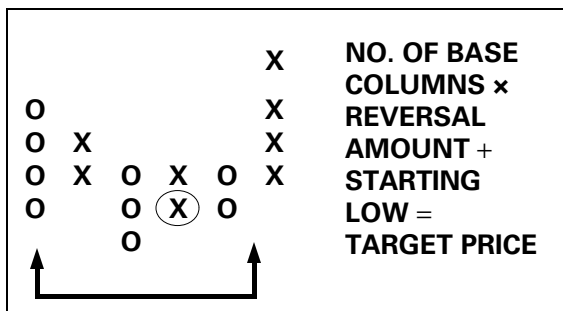 X
O X
O X X
O X O X O X
O O X O
O
NO. OF BASE
COLUMNS ×
REVERSAL
AMOUNT +
STARTING
LOW =
TARGET PRICE